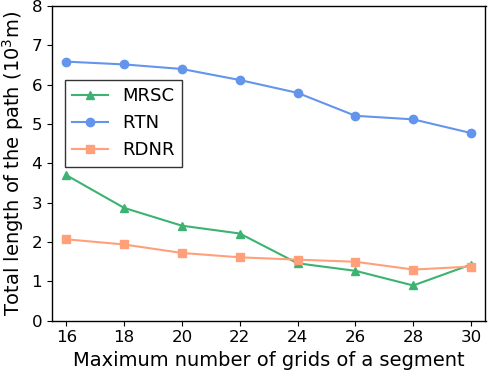 Total length of the path (10³m)
8
7
6
5
4
3
2
1
0
MRSC
RTN
RDNR
16 18 20 22 24 26 28 30
Maximum number of grids of a segment